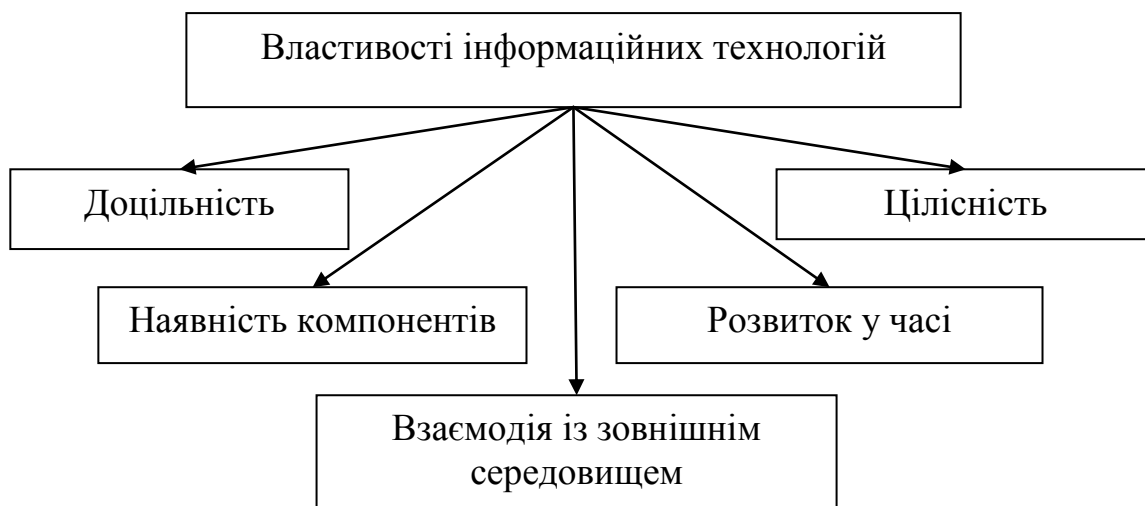 Властивості інформаційних технологій
Доцільність
Цілісність
Наявність компонентів
Розвиток у часі
Взаємодія із зовнішнім
середовищем